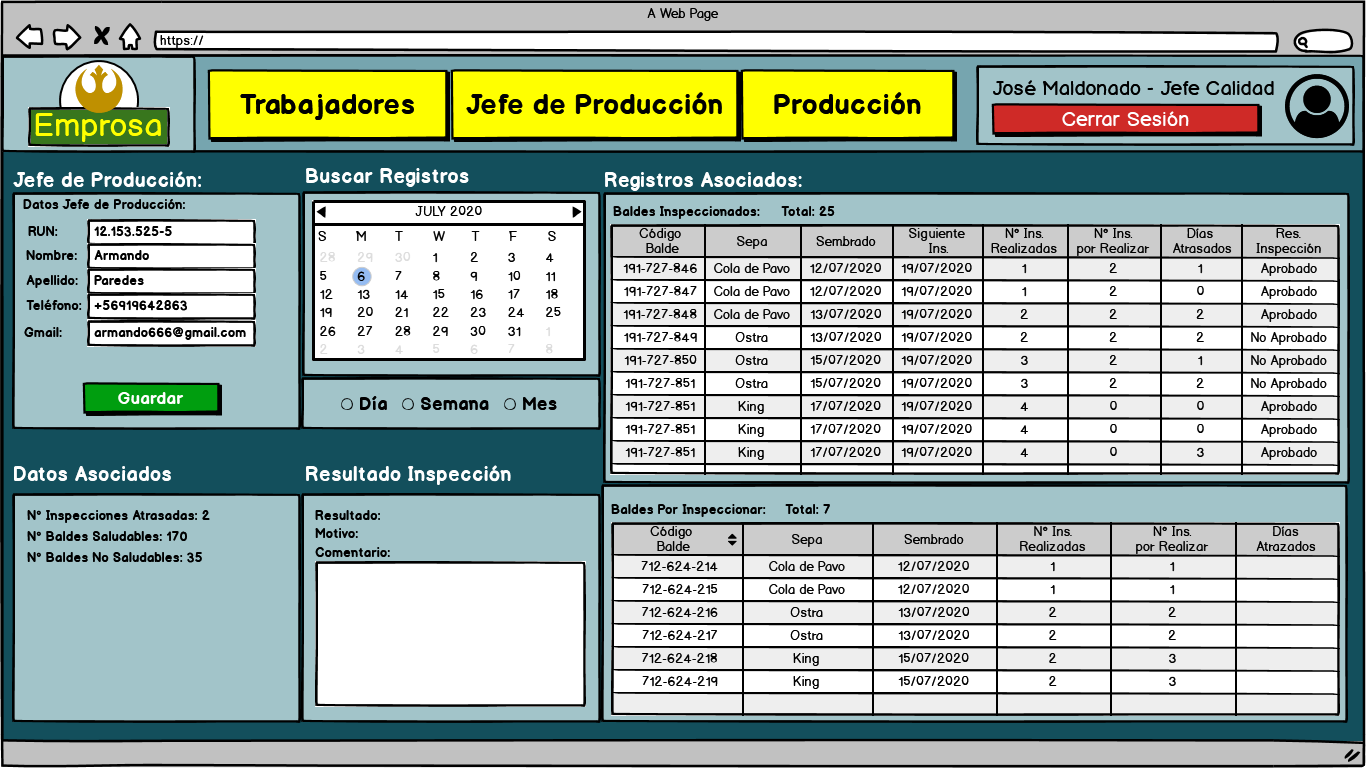 A Web Page
https://
Emprosa
Trabajadores
Jefe de Producción
Producción
José Maldonado - Jefe Calidad
Cerrar Sesión
Jefe de Producción:
Datos Jefe de Producción:
RUN: 12.153.525-5
Nombre: Armando
Apellido: Paredes
Teléfono: +56919642863
Gmail: armando666@gmail.com
Guardar
Buscar Registros
JULY 2020
S M T W T F S
28 29 30 1 2 3 4
5 6 7 8 9 10 11
12 13 14 15 16 17 18
19 20 21 22 23 24 25
26 27 28 29 30 31 1
2 3 4 5 6 7 8
Día Semana Mes
Registros Asociados:
Baldes Inspeccionados: Total: 25
Código Balde Sepa Sembrado Siguiente Ins. N° Ins. Realizadas N° Ins. por Realizar Días Atrasados Res. Inspección
191-727-846 Cola de Pavo 12/07/2020 19/07/2020 1 2 1 Aprobado
191-727-847 Cola de Pavo 12/07/2020 19/07/2020 1 2 0 Aprobado
191-727-848 Cola de Pavo 13/07/2020 19/07/2020 2 2 2 Aprobado
191-727-849 Ostra 13/07/2020 19/07/2020 2 2 2 No Aprobado
191-727-850 Ostra 15/07/2020 19/07/2020 3 2 1 No Aprobado
191-727-851 Ostra 15/07/2020 19/07/2020 3 2 2 No Aprobado
191-727-851 King 17/07/2020 19/07/2020 4 0 0 Aprobado
191-727-851 King 17/07/2020 19/07/2020 4 0 0 Aprobado
191-727-851 King 17/07/2020 19/07/2020 4 0 3 Aprobado
Datos Asociados
N° Inspecciones Atrasadas: 2
N° Baldes Saludables: 170
N° Baldes No Saludables: 35
Resultado Inspección
Resultado:
Motivo:
Comentario:
Baldes Por Inspeccionar: Total: 7
Código Balde Sepa Sembrado N° Ins. Realizadas N° Ins. por Realizar Días Atrazados
712-624-214 Cola de Pavo 12/07/2020 1 1
712-624-215 Cola de Pavo 12/07/2020 1 1
712-624-216 Ostra 13/07/2020 2 2
712-624-217 Ostra 13/07/2020 2 2
712-624-218 King 15/07/2020 2 3
712-624-219 King 15/07/2020 2 3